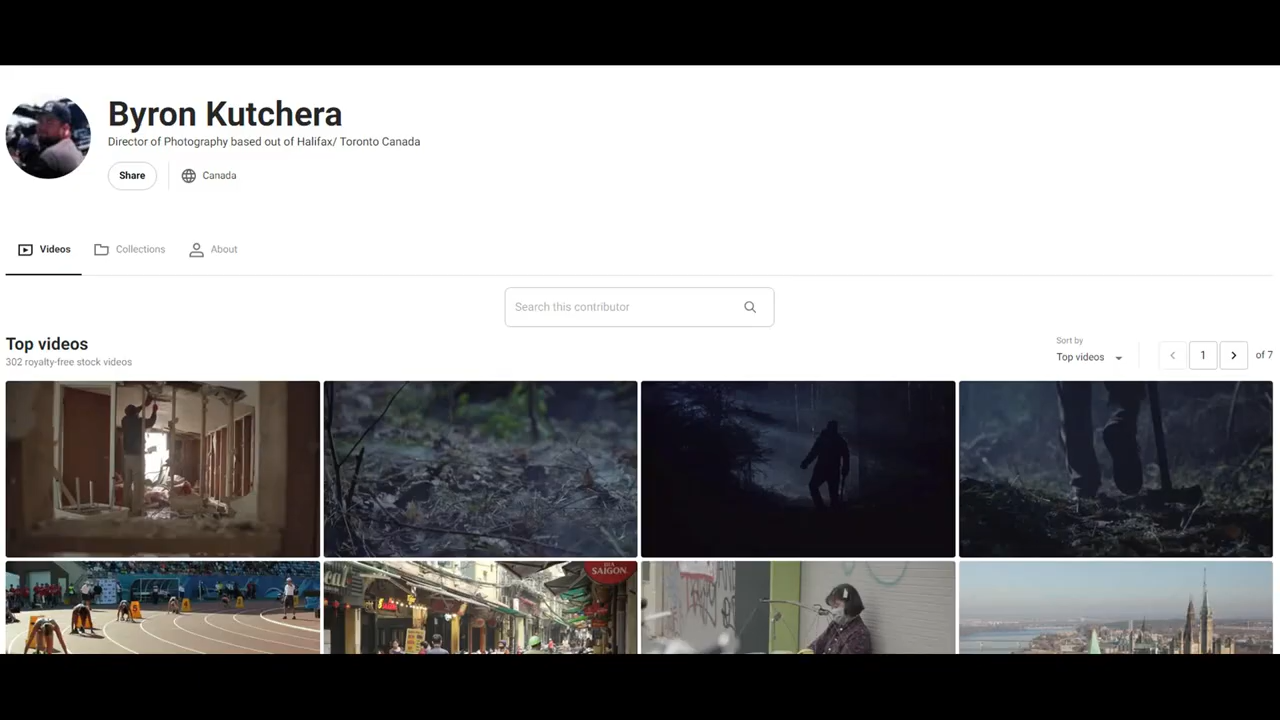 Byron Kutchera
Director of Photography based out of Halifax/ Toronto Canada
Share
Canada
Videos
Collections
About
Search this contributor
Top videos
302 royalty-free stock videos
Sort by
Top videos
1
of 7
SAIGON